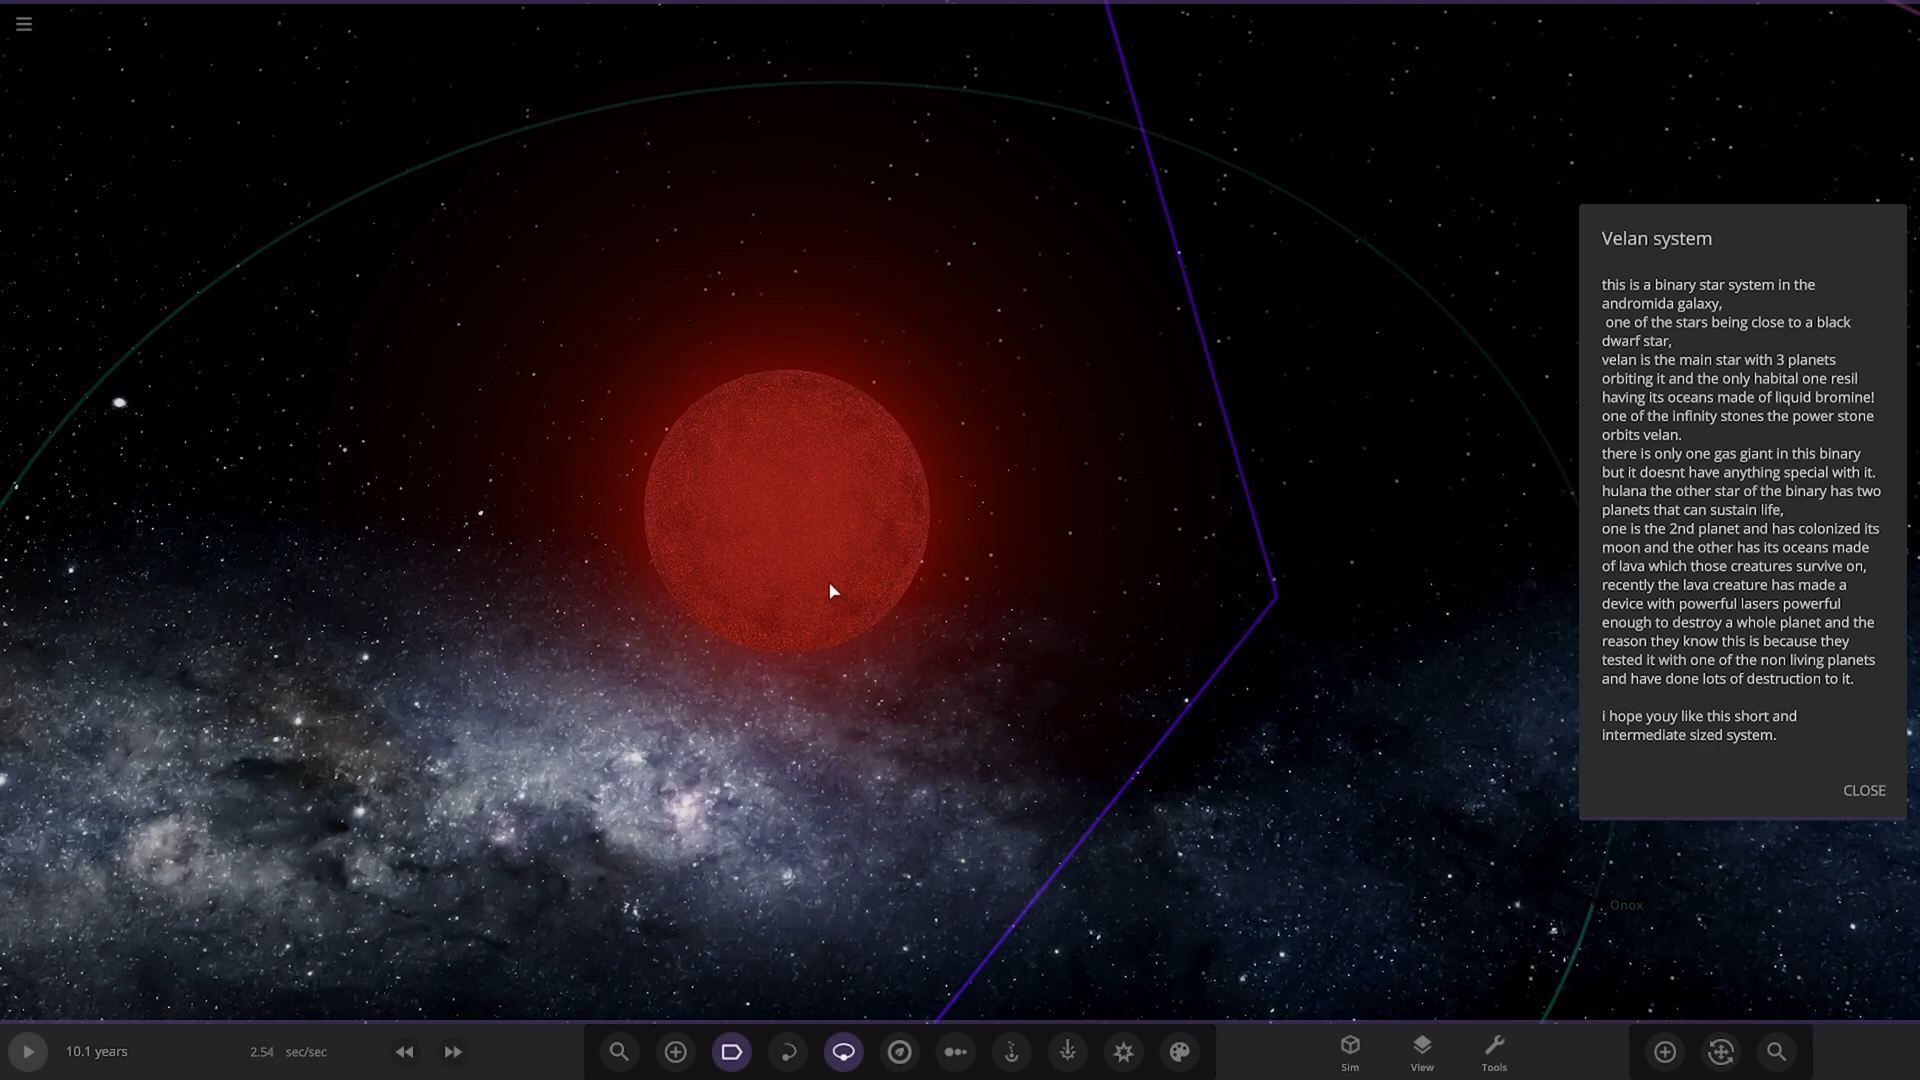 Velan system
this is a binary star system in the
andromida galaxy,
one of the stars being close to a black
dwarf star,
velan is the main star with 3 planets
orbiting it and the only habital one resil
having its oceans made of liquid bromine!
one of the infinity stones the power stone
orbits velan.
there is only one gas giant in this binary
but it doesnt have anything special with it.
hulana the other star of the binary has two
planets that can sustain life,
one is the 2nd planet and has colonized its
moon and the other has its oceans made
of lava which those creatures survive on,
recently the lava creature has made a
device with powerful lasers powerful
enough to destroy a whole planet and the
reason they know this is because they
tested it with one of the non living planets
and have done lots of destruction to it.
i hope youy like this short and
intermediate sized system.
CLOSE
Onox
10.1 years
2.54 sec/sec
Sim
View
Tools